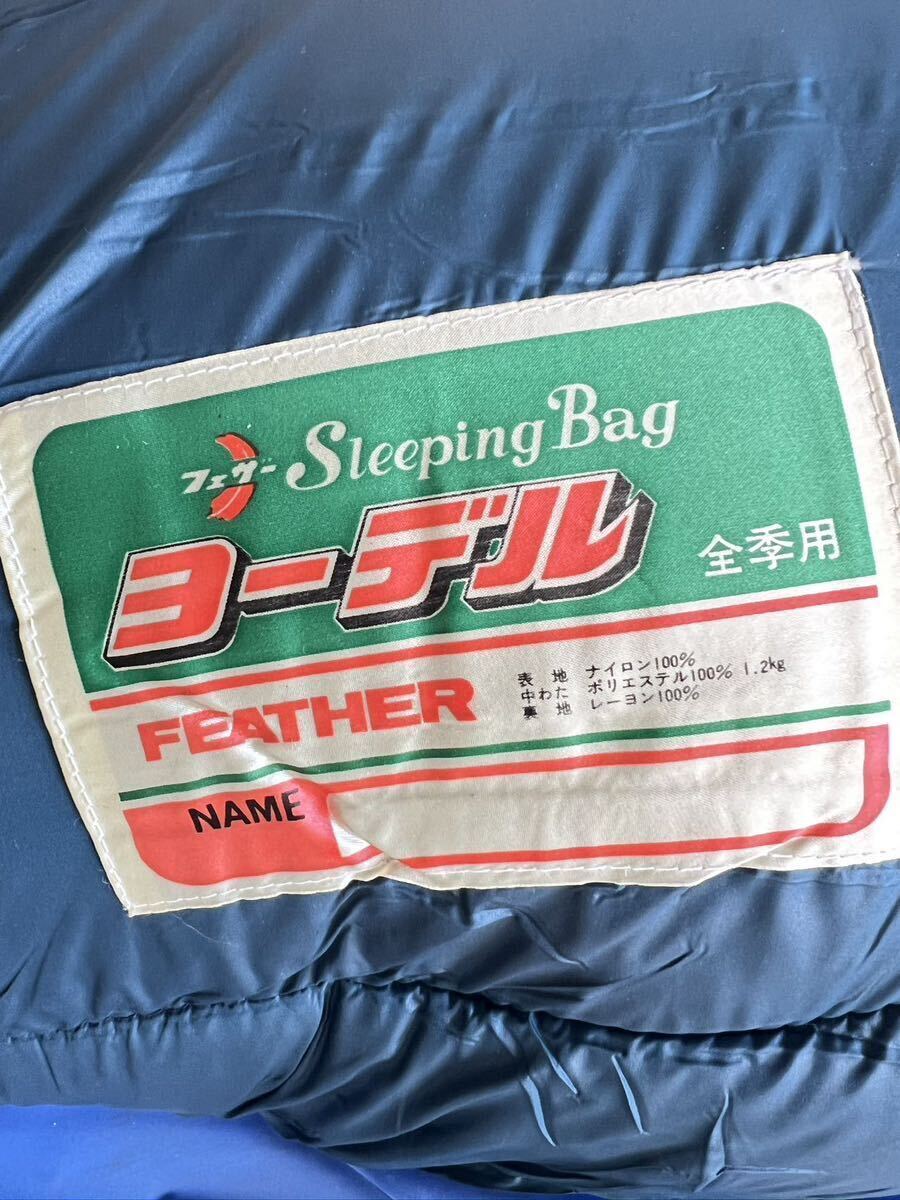 フェザー Sleeping Bag
ヨーデル 全季用
FEATHER
表地 ナイロン100%
中わた ポリエステル100% 1.2kg
裏地 レーヨン100%
NAME